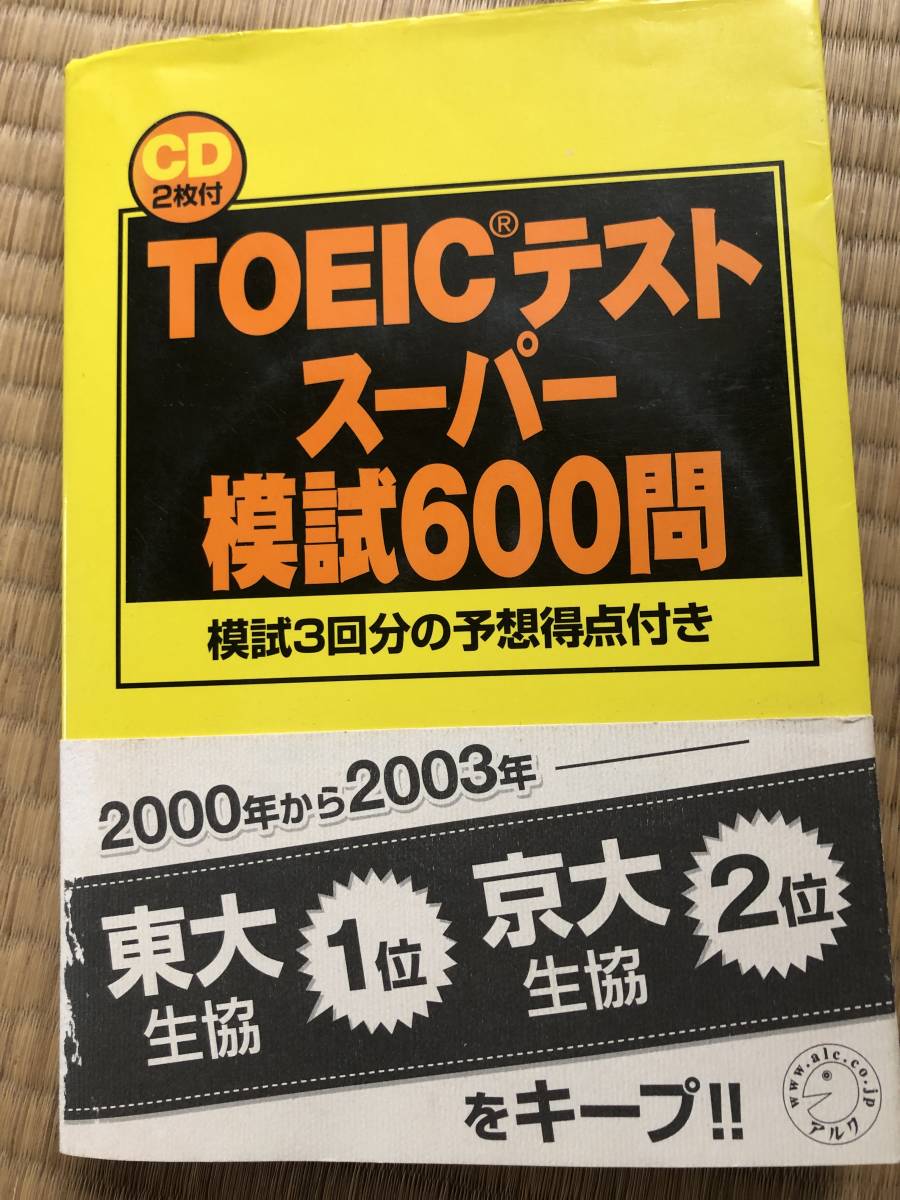 CD
2枚付
TOEIC®テスト
スーパー
模試600問
模試3回分の予想得点付き
2000年から2003年
東大
生協
1位
京大
生協
2位
をキープ!!
www.alc.co.jp
アルク